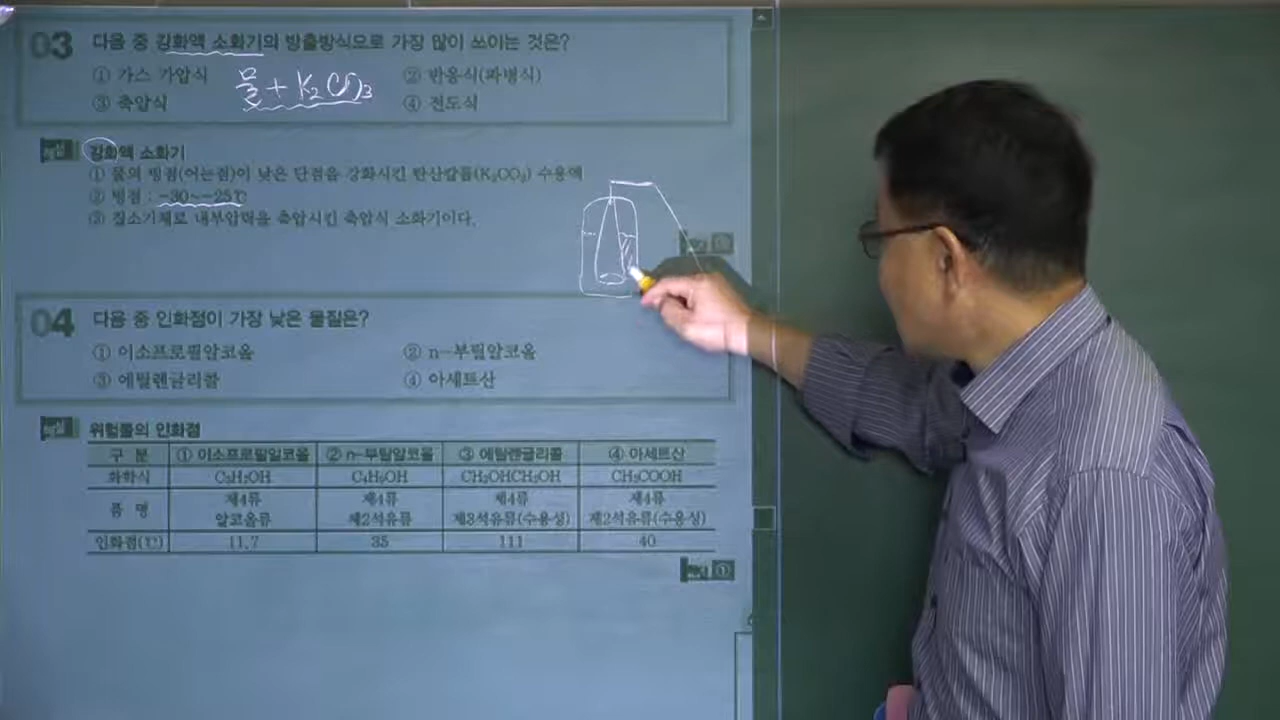 03 다음 중 강화액 소화기의 방출방식으로 가장 많이 쓰이는 것은?
① 가스 가압식 ② 반응식(파병식)
물 + K₂CO₃
③ 축압식 ④ 전도식
해설 강화액 소화기
① 물의 빙점(어는점)이 낮은 단점을 강화시킨 탄산칼륨(K₂CO₃) 수용액
② 빙점 : -30~-25℃
③ 질소기체로 내부압력을 축압시킨 축압식 소화기이다.
04 다음 중 인화점이 가장 낮은 물질은?
① 이소프로필알코올 ② n-부틸알코올
③ 에틸렌글리콜 ④ 아세트산
해설 위험물의 인화점
구 분 ① 이소프로필알코올 ② n-부틸알코올 ③ 에틸렌글리콜 ④ 아세트산
화학식 C₃H₇OH C₄H₉OH CH₂OHCH₂OH CH₃COOH
품 명 제4류 제4류 제4류 제4류
알코올류 제2석유류 제3석유류(수용성) 제2석유류(수용성)
인화점(℃) 11.7 35 111 40
①